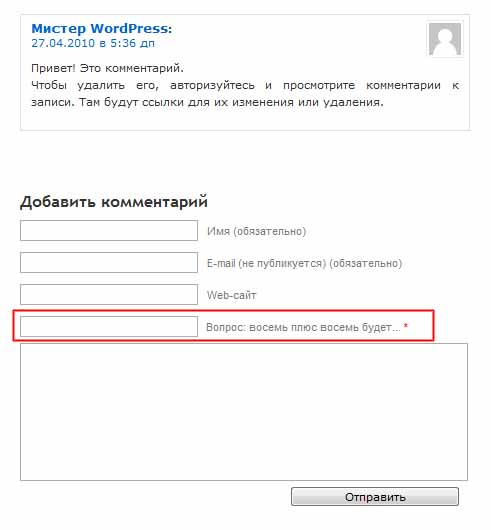 Мистер WordPress:
27.04.2010 в 5:36 дп
Привет! Это комментарий.
Чтобы удалить его, авторизуйтесь и просмотрите комментарии к
записи. Там будут ссылки для их изменения или удаления.
Добавить комментарий
Имя (обязательно)
E-mail (не публикуется) (обязательно)
Web-сайт
Вопрос: восемь плюс восемь будет... *
Отправить